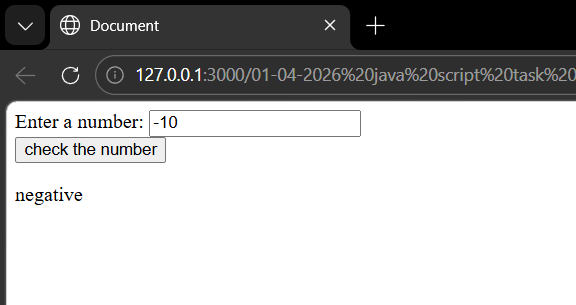 Document
127.0.0.1:3000/01-04-2026%20java%20script%20task%20
Enter a number: -10
check the number
negative